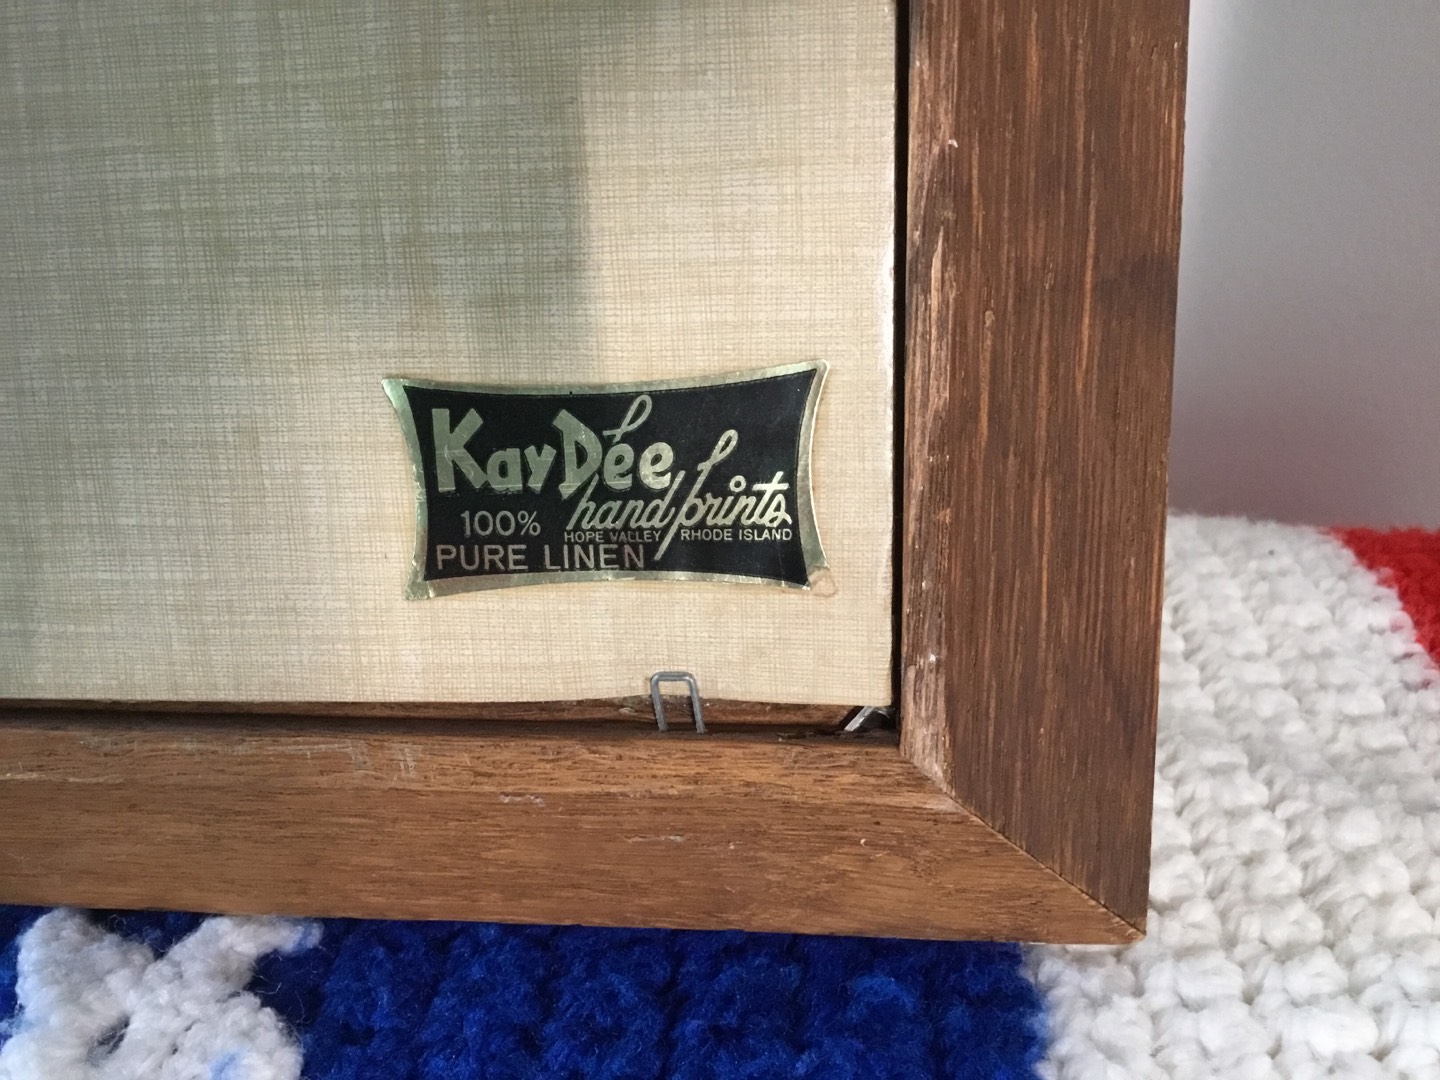 Kay Dee
hand prints
HOPE VALLEY RHODE ISLAND
100%
PURE LINEN